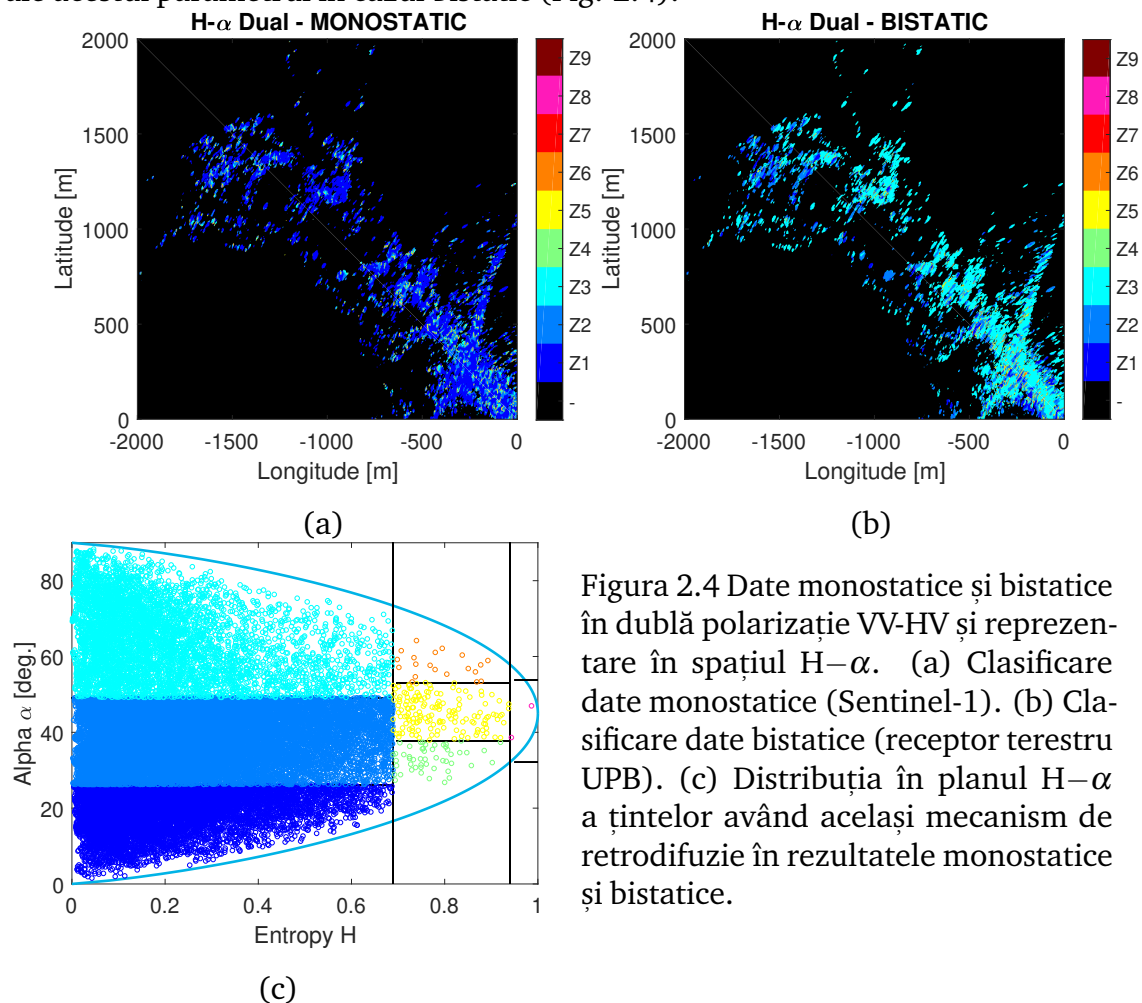 ale acestui parametrul în cazul bistatic (Fig. 2.4).
H-α Dual - MONOSTATIC
2000
1500
1000
500
0
Latitude [m]
-2000 -1500 -1000 -500 0
Longitude [m]
Z9
Z8
Z7
Z6
Z5
Z4
Z3
Z2
Z1
-
(a)
H-α Dual - BISTATIC
2000
1500
1000
500
0
Latitude [m]
-2000 -1500 -1000 -500 0
Longitude [m]
Z9
Z8
Z7
Z6
Z5
Z4
Z3
Z2
Z1
-
(b)
80
60
40
20
0
Alpha α [deg.]
0 0.2 0.4 0.6 0.8 1
Entropy H
(c)
Figura 2.4 Date monostatice și bistatice
în dublă polarizație VV-HV și reprezen-
tare în spațiul H−α. (a) Clasificare
date monostatice (Sentinel-1). (b) Cla-
sificare date bistatice (receptor terestru
UPB). (c) Distribuția în planul H−α
a țintelor având același mecanism de
retrodifuzie în rezultatele monostatice
și bistatice.